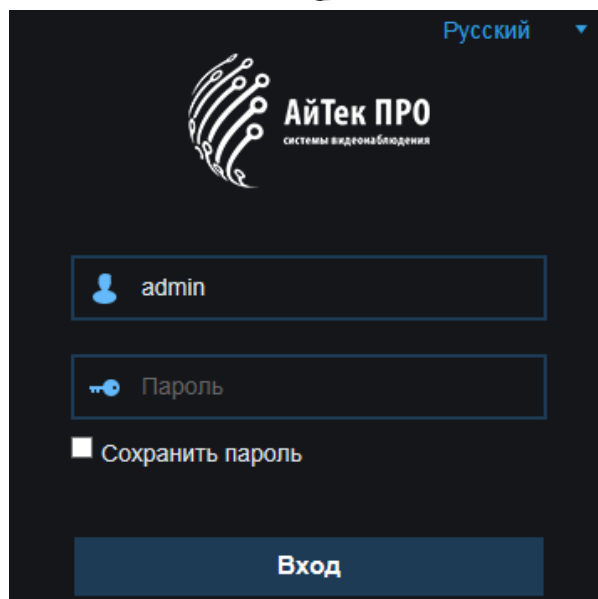 Русский
АйТек ПРО
системы видеонаблюдения
admin
Пароль
Сохранить пароль
Вход